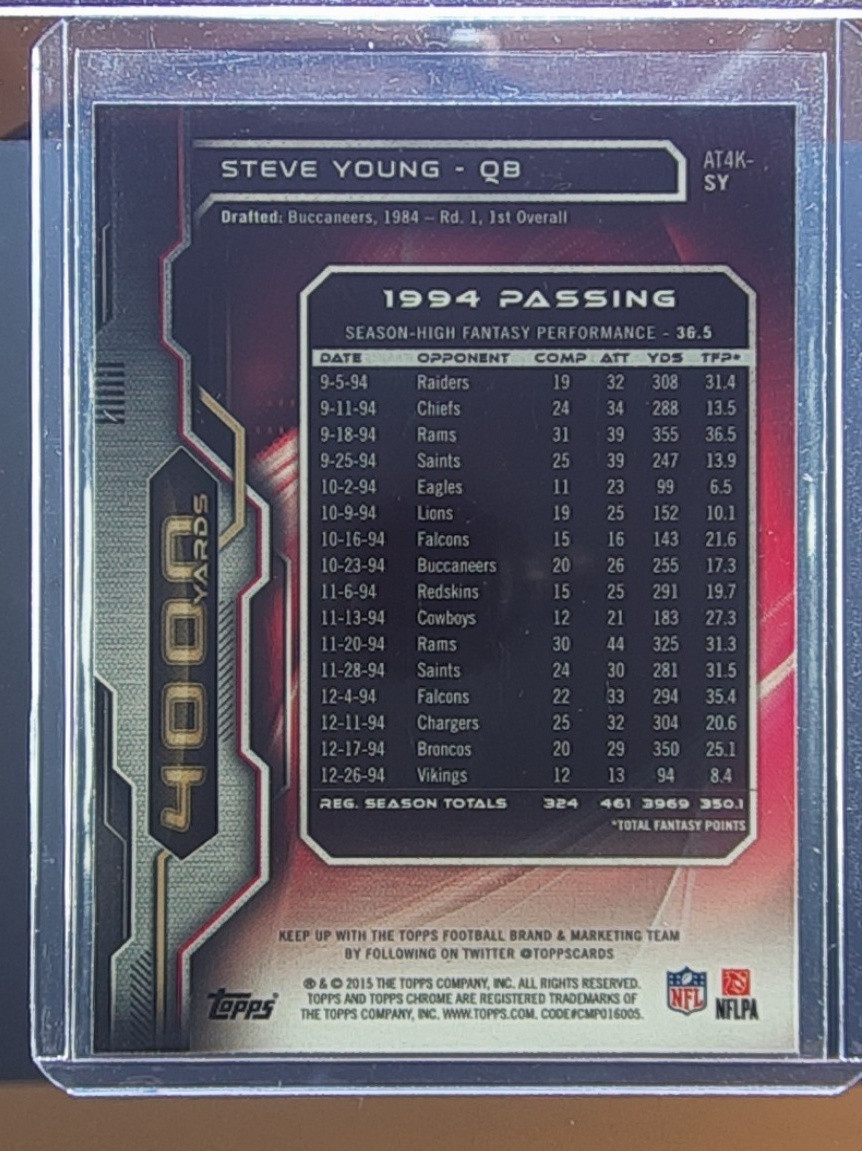 STEVE YOUNG - QB
AT4K-
SY
Drafted: Buccaneers, 1984 – Rd. 1, 1st Overall
1994 PASSING
SEASON-HIGH FANTASY PERFORMANCE - 36.5
DATE OPPONENT COMP ATT YDS TFP*
9-5-94 Raiders 19 32 308 31.4
9-11-94 Chiefs 24 34 288 13.5
9-18-94 Rams 31 39 355 36.5
9-25-94 Saints 25 39 247 13.9
10-2-94 Eagles 11 23 99 6.5
10-9-94 Lions 19 25 152 10.1
10-16-94 Falcons 15 16 143 21.6
10-23-94 Buccaneers 20 26 255 17.3
11-6-94 Redskins 15 25 291 19.7
11-13-94 Cowboys 12 21 183 27.3
11-20-94 Rams 30 44 325 31.3
11-28-94 Saints 24 30 281 31.5
12-4-94 Falcons 22 33 294 35.4
12-11-94 Chargers 25 32 304 20.6
12-17-94 Broncos 20 29 350 25.1
12-26-94 Vikings 12 13 94 8.4
REG. SEASON TOTALS 324 461 3969 350.1
*TOTAL FANTASY POINTS
4000
YARDS
KEEP UP WITH THE TOPPS FOOTBALL BRAND & MARKETING TEAM
BY FOLLOWING ON TWITTER @TOPPSCARDS
® & © 2015 THE TOPPS COMPANY, INC. ALL RIGHTS RESERVED.
TOPPS AND TOPPS CHROME ARE REGISTERED TRADEMARKS OF
THE TOPPS COMPANY, INC. WWW.TOPPS.COM. CODE#CMP016005.
Topps
NFL
NFLPA